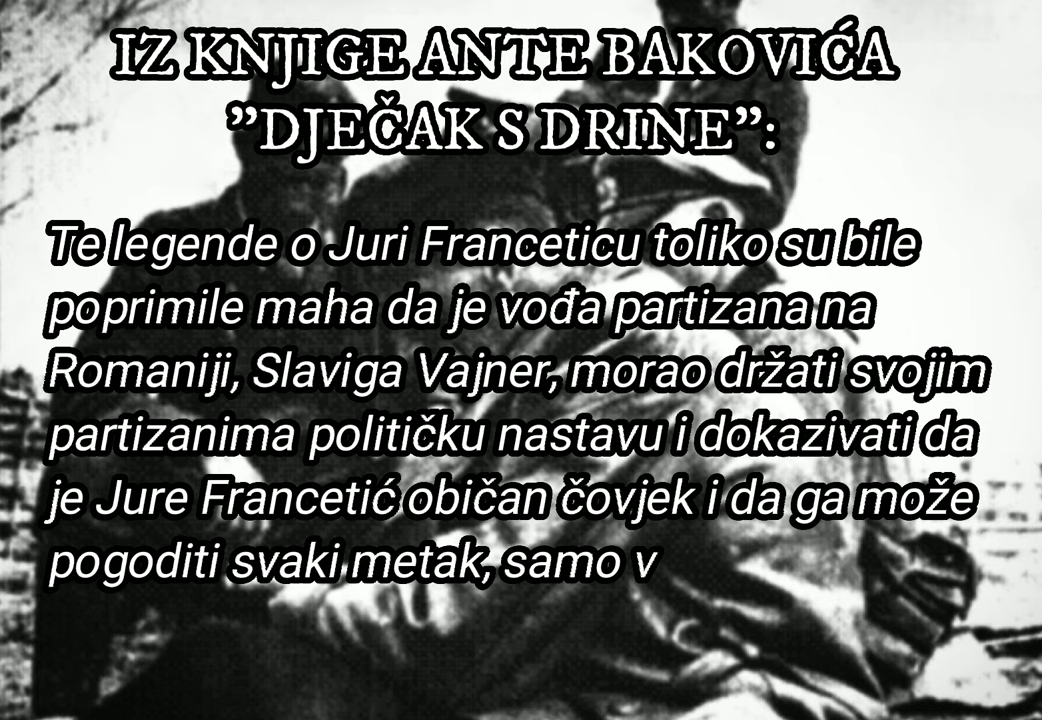 IZ KNJIGE ANTE BAKOVIĆA
”DJEČAK S DRINE”:
Te legende o Juri Franceticu toliko su bile
poprimile maha da je vođa partizana na
Romaniji, Slaviga Vajner, morao držati svojim
partizanima političku nastavu i dokazivati da
je Jure Francetić običan čovjek i da ga može
pogoditi svaki metak, samo v